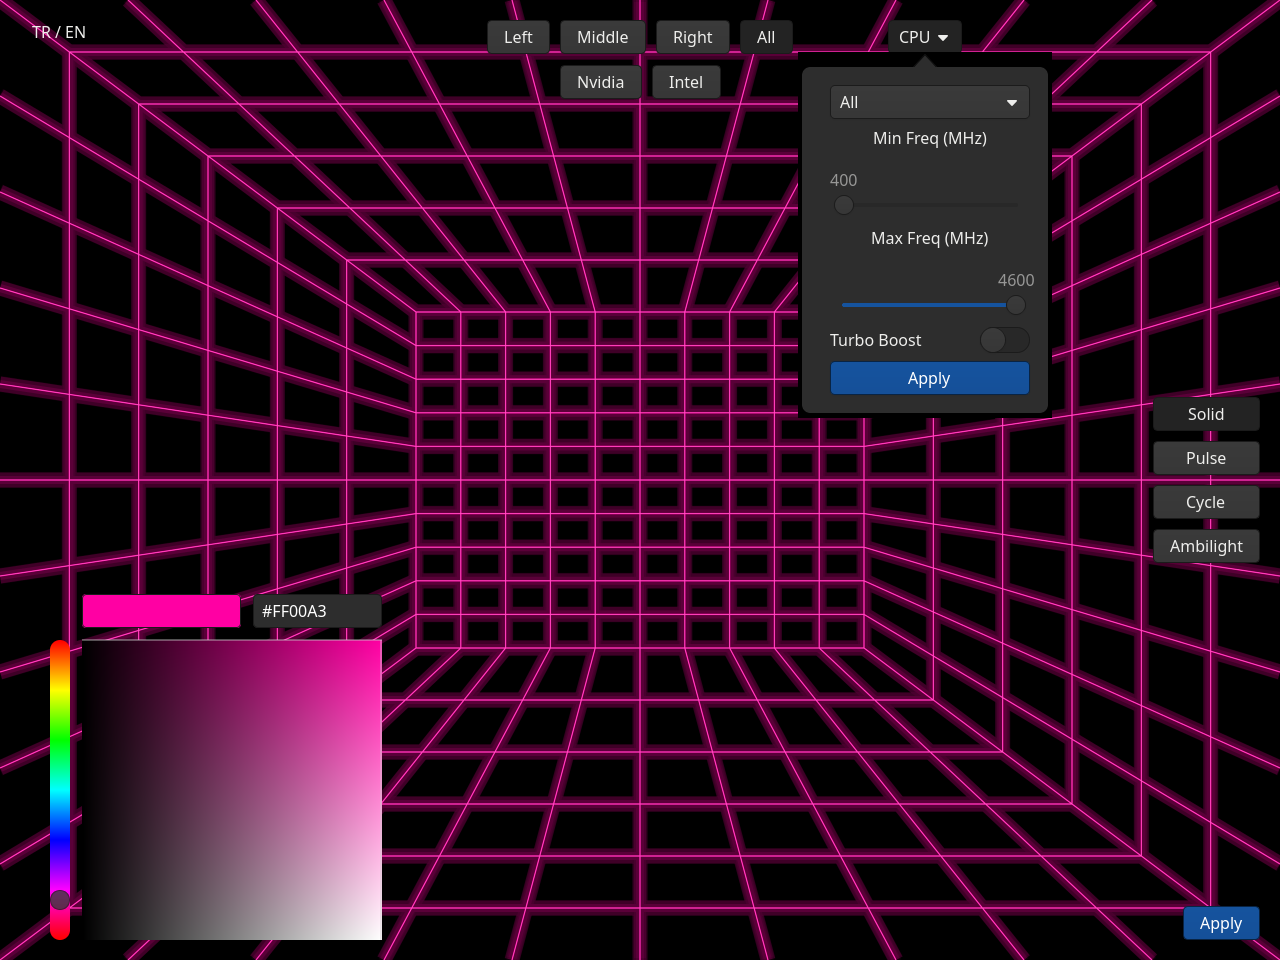 TR / EN
Left
Middle
Right
All
CPU
Nvidia
Intel
All
Min Freq (MHz)
400
Max Freq (MHz)
4600
Turbo Boost
Apply
Solid
Pulse
Cycle
Ambilight
#FF00A3
Apply